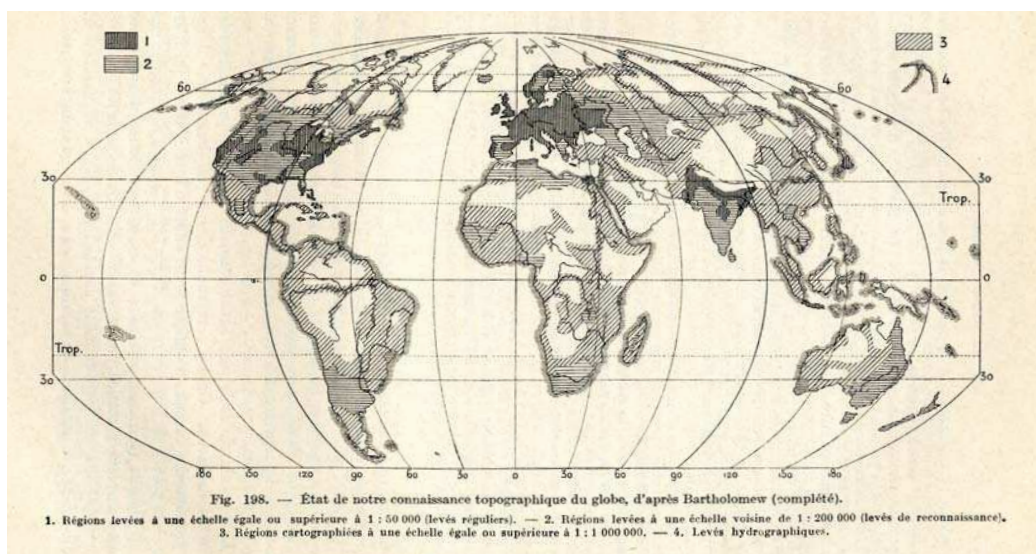 1
2
3
4
60
60
30
30
Trop.
0
0
Trop.
30
30
180 150 120 90 60 30 0 30 60 90 120 150 180
Fig. 198. — État de notre connaissance topographique du globe, d'après Bartholomew (complété).
1. Régions levées à une échelle égale ou supérieure à 1 : 50 000 (levés réguliers). — 2. Régions levées à une échelle voisine de 1 : 200 000 (levés de reconnaissance).
3. Régions cartographiées à une échelle égale ou supérieure à 1 : 1 000 000. — 4. Levés hydrographiques.